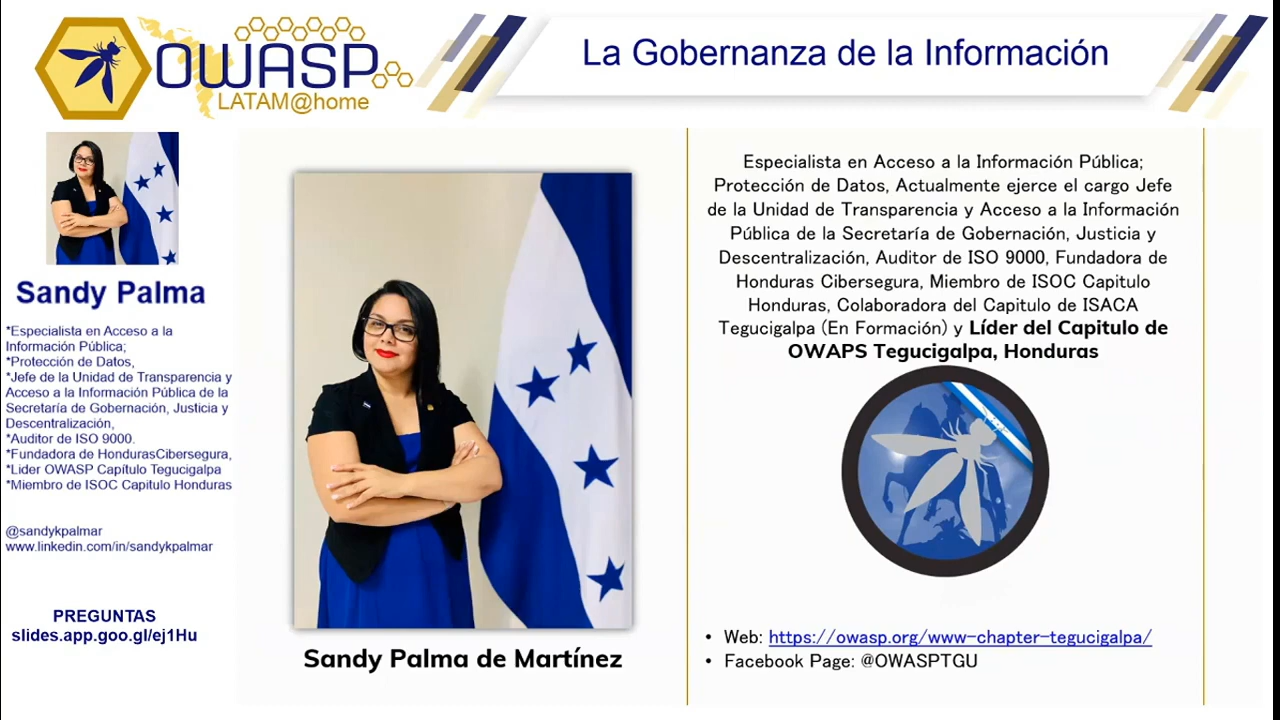 OWASP
LATAM@home
La Gobernanza de la Información
Sandy Palma
*Especialista en Acceso a la
Información Pública;
*Protección de Datos,
*Jefe de la Unidad de Transparencia y
Acceso a la Información Pública de la
Secretaría de Gobernación, Justicia y
Descentralización,
*Auditor de ISO 9000.
*Fundadora de HondurasCibersegura,
*Lider OWASP Capítulo Tegucigalpa
*Miembro de ISOC Capitulo Honduras
@sandykpalmar
www.linkedin.com/in/sandykpalmar
PREGUNTAS
slides.app.goo.gl/ej1Hu
Sandy Palma de Martínez
Especialista en Acceso a la Información Pública;
Protección de Datos, Actualmente ejerce el cargo Jefe
de la Unidad de Transparencia y Acceso a la Información
Pública de la Secretaría de Gobernación, Justicia y
Descentralización, Auditor de ISO 9000, Fundadora de
Honduras Cibersegura, Miembro de ISOC Capitulo
Honduras, Colaboradora del Capitulo de ISACA
Tegucigalpa (En Formación) y Líder del Capitulo de
OWAPS Tegucigalpa, Honduras
• Web: https://owasp.org/www-chapter-tegucigalpa/
• Facebook Page: @OWASPTGU